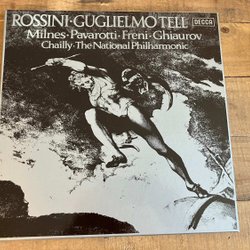 ROSSINI·GUGLIELMO TELL
DECCA
Milnes·Pavarotti·Freni·Ghiaurov
Chailly·The National Philharmonic